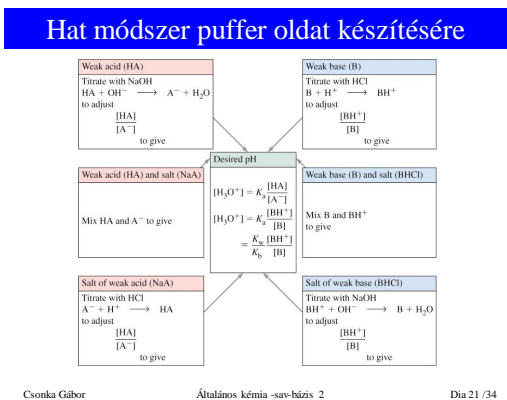 Hat módszer puffer oldat készítésére
Weak acid (HA)
Titrate with NaOH
HA + OH⁻ ⟶ A⁻ + H₂O
to adjust
[HA]
[A⁻]
to give
Weak base (B)
Titrate with HCl
B + H⁺ ⟶ BH⁺
to adjust
[BH⁺]
[B]
to give
Weak acid (HA) and salt (NaA)
Mix HA and A⁻ to give
Desired pH
[H₃O⁺] = Kₐ [HA]/[A⁻]
[H₃O⁺] = Kₐ [BH⁺]/[B]
= K_w/K_b [BH⁺]/[B]
Weak base (B) and salt (BHCl)
Mix B and BH⁺
to give
Salt of weak acid (NaA)
Titrate with HCl
A⁻ + H⁺ ⟶ HA
to adjust
[HA]
[A⁻]
to give
Salt of weak base (BHCl)
Titrate with NaOH
BH⁺ + OH⁻ ⟶ B + H₂O
to adjust
[BH⁺]
[B]
to give
Csonka Gábor Általános kémia -sav-bázis 2 Dia 21 /34